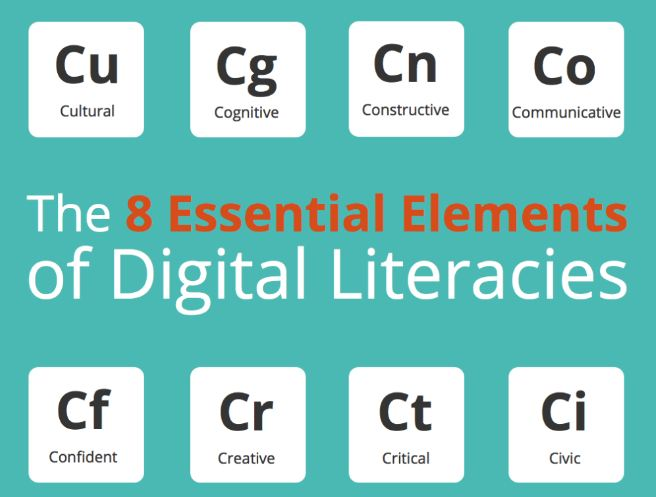 Cu
Cultural
Cg
Cognitive
Cn
Constructive
Co
Communicative
The 8 Essential Elements
of Digital Literacies
Cf
Confident
Cr
Creative
Ct
Critical
Ci
Civic